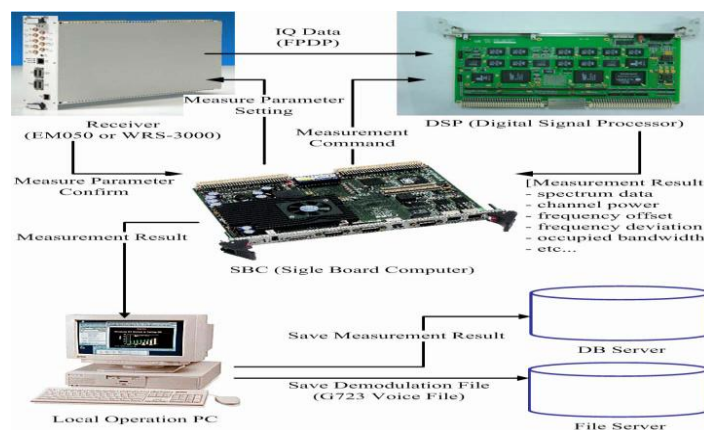 IQ Data
(FPDP)
Receiver
(EM050 or WRS-3000)
Measure Parameter
Setting
Measurement
Command
DSP (Digital Signal Processor)
Measure Parameter
Confirm
[Measurement Result
- spectrum data
- channel power
- frequency offset
- frequency deviation
- occupied bandwidth
- etc...
Measurement Result
SBC (Sigle Board Computer)
Save Measurement Result
DB Server
Save Demodulation File
(G723 Voice File)
Local Operation PC
File Server